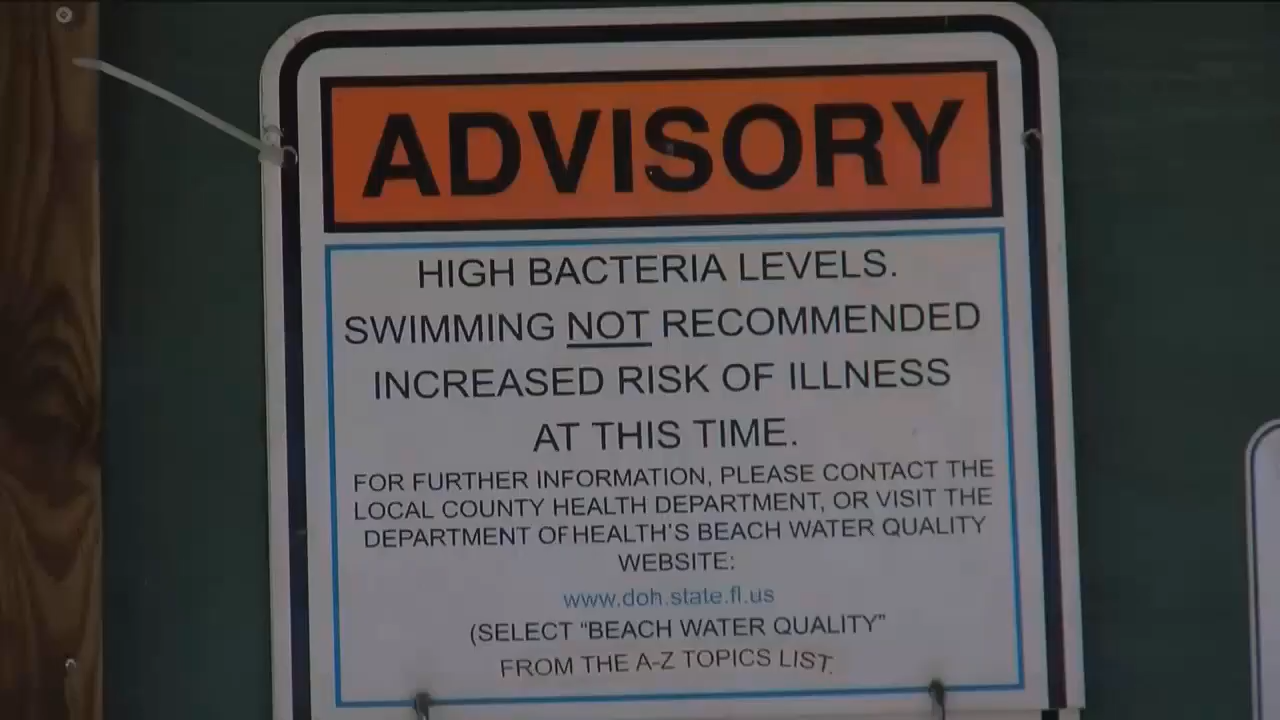 ADVISORY
HIGH BACTERIA LEVELS.
SWIMMING NOT RECOMMENDED
INCREASED RISK OF ILLNESS
AT THIS TIME.
FOR FURTHER INFORMATION, PLEASE CONTACT THE
LOCAL COUNTY HEALTH DEPARTMENT, OR VISIT THE
DEPARTMENT OF HEALTH'S BEACH WATER QUALITY
WEBSITE:
www.doh.state.fl.us
(SELECT “BEACH WATER QUALITY”
FROM THE A-Z TOPICS LIST.